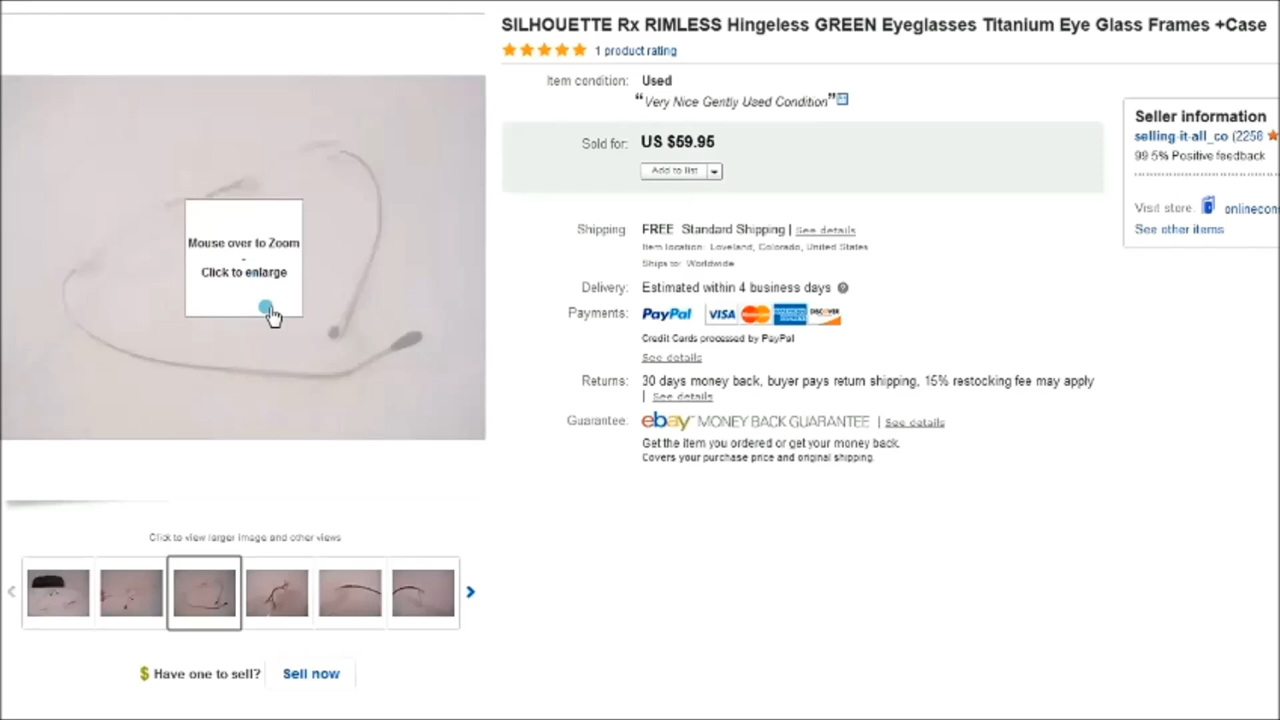 SILHOUETTE Rx RIMLESS Hingeless GREEN Eyeglasses Titanium Eye Glass Frames +Case
1 product rating
Item condition: Used
“Very Nice Gently Used Condition”
Sold for: US $59.95
Add to list
Mouse over to Zoom
-
Click to enlarge
Shipping: FREE Standard Shipping | See details
Item location: Loveland, Colorado, United States
Ships to: Worldwide
Delivery: Estimated within 4 business days
Payments: PayPal VISA MasterCard AMERICAN EXPRESS DISCOVER
Credit Cards processed by PayPal
See details
Returns: 30 days money back, buyer pays return shipping, 15% restocking fee may apply
| See details
Guarantee: ebay MONEY BACK GUARANTEE | See details
Get the item you ordered or get your money back.
Covers your purchase price and original shipping.
Seller information
selling-it-all_co (2256
99.5% Positive feedback
Visit store: onlinecon
See other items
Click to view larger image and other views
$ Have one to sell? Sell now